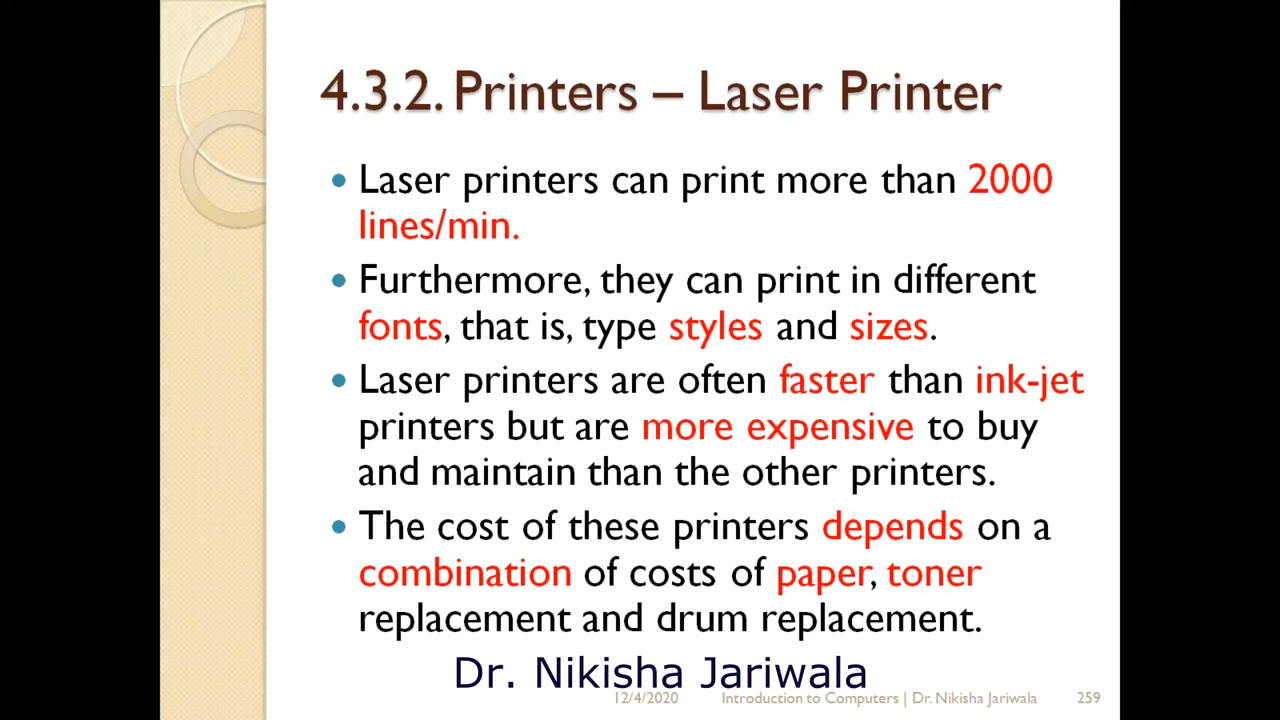 4.3.2. Printers – Laser Printer
• Laser printers can print more than 2000
lines/min.
• Furthermore, they can print in different
fonts, that is, type styles and sizes.
• Laser printers are often faster than ink-jet
printers but are more expensive to buy
and maintain than the other printers.
• The cost of these printers depends on a
combination of costs of paper, toner
replacement and drum replacement.
Dr. Nikisha Jariwala
12/4/2020 Introduction to Computers | Dr. Nikisha Jariwala 259